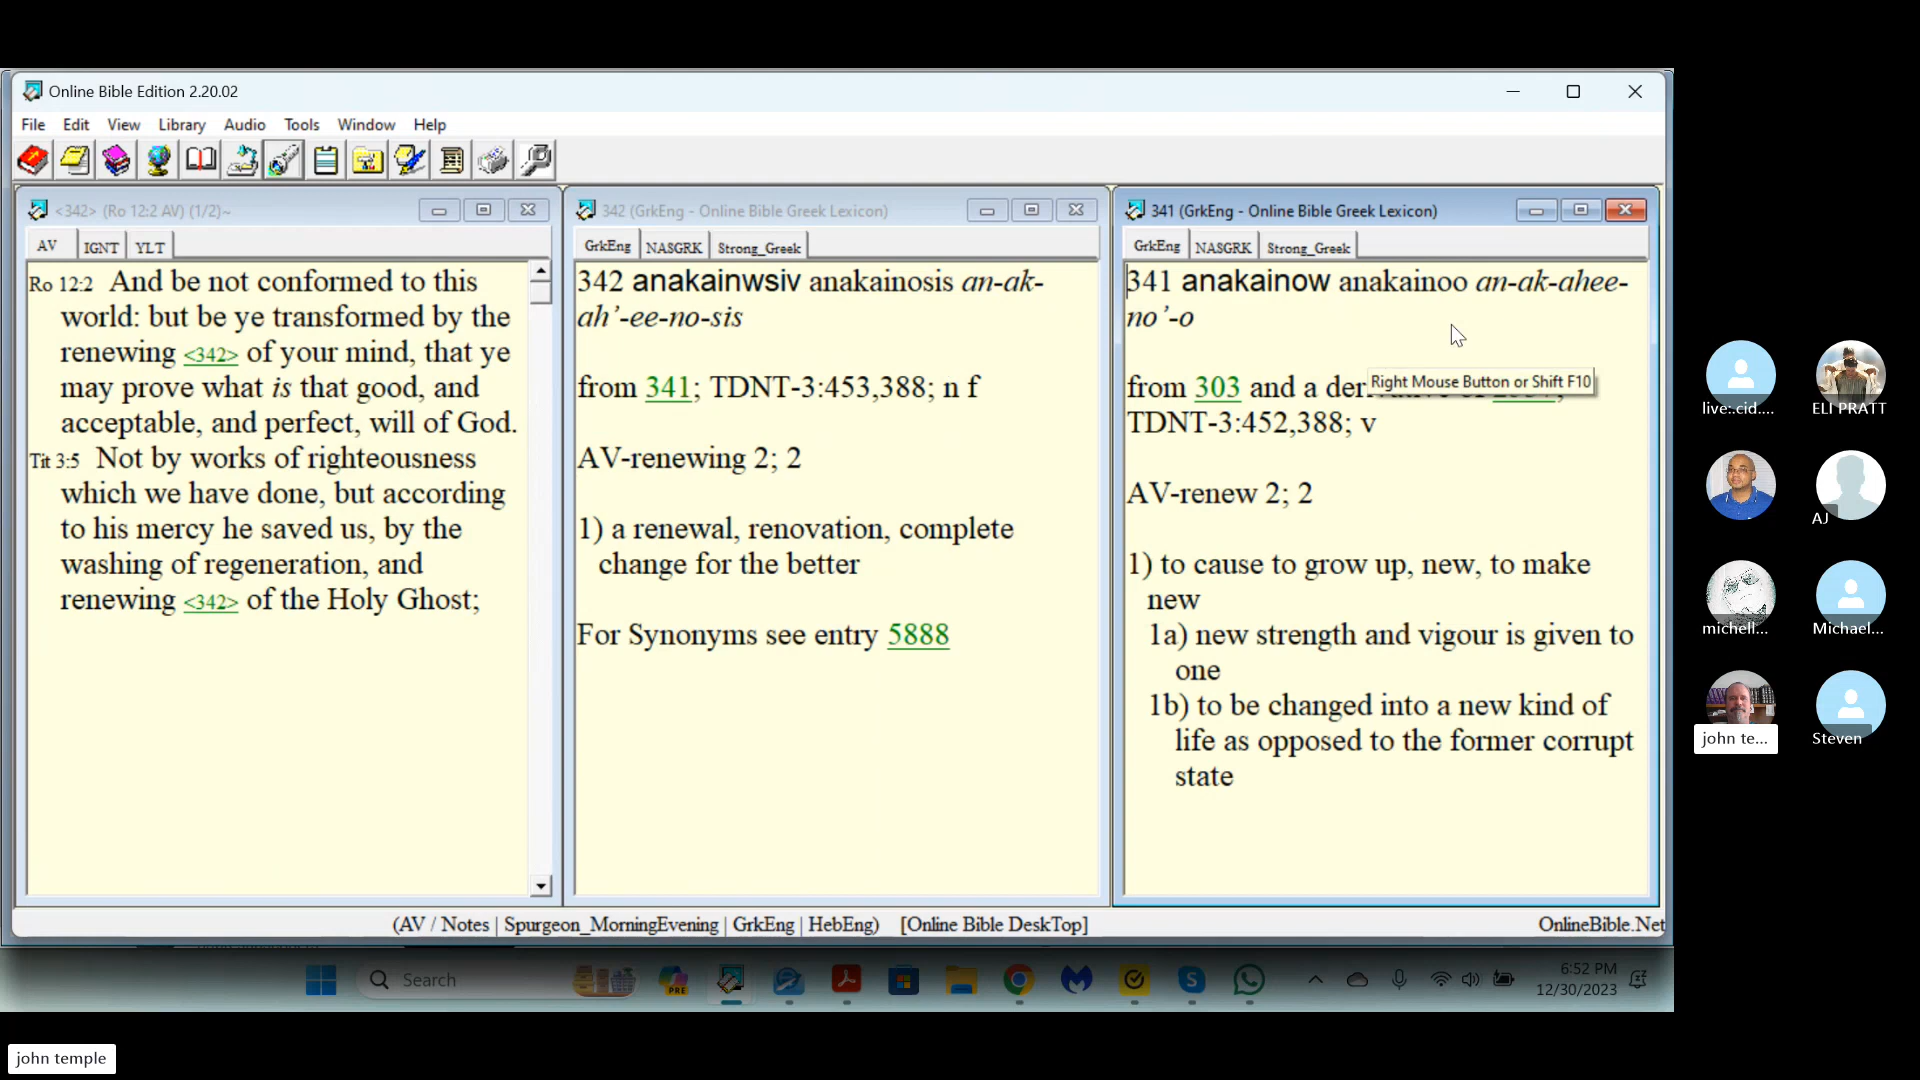 Online Bible Edition 2.20.02
File Edit View Library Audio Tools Window Help
<342> (Ro 12:2 AV) (1/2)~
AV IGNT YLT
Ro 12:2 And be not conformed to this
world: but be ye transformed by the
renewing <342> of your mind, that ye
may prove what is that good, and
acceptable, and perfect, will of God.
Tit 3:5 Not by works of righteousness
which we have done, but according
to his mercy he saved us, by the
washing of regeneration, and
renewing <342> of the Holy Ghost;
342 (GrkEng - Online Bible Greek Lexicon)
GrkEng NASGRK Strong_Greek
342 anakainwsiv anakainosis an-ak-
ah’-ee-no-sis
from 341; TDNT-3:453,388; n f
AV-renewing 2; 2
1) a renewal, renovation, complete
change for the better
For Synonyms see entry 5888
341 (GrkEng - Online Bible Greek Lexicon)
GrkEng NASGRK Strong_Greek
341 anakainow anakainoo an-ak-ahee-
no’-o
from 303 and a der
Right Mouse Button or Shift F10
TDNT-3:452,388; v
AV-renew 2; 2
1) to cause to grow up, new, to make
new
1a) new strength and vigour is given to
one
1b) to be changed into a new kind of
life as opposed to the former corrupt
state
(AV / Notes | Spurgeon_MorningEvening | GrkEng | HebEng) [Online Bible DeskTop]
OnlineBible.Net
Search
PRE
6:52 PM
12/30/2023
live:.cid....
ELI PRATT
AJ
michell...
Michael...
john te...
Steven
john temple